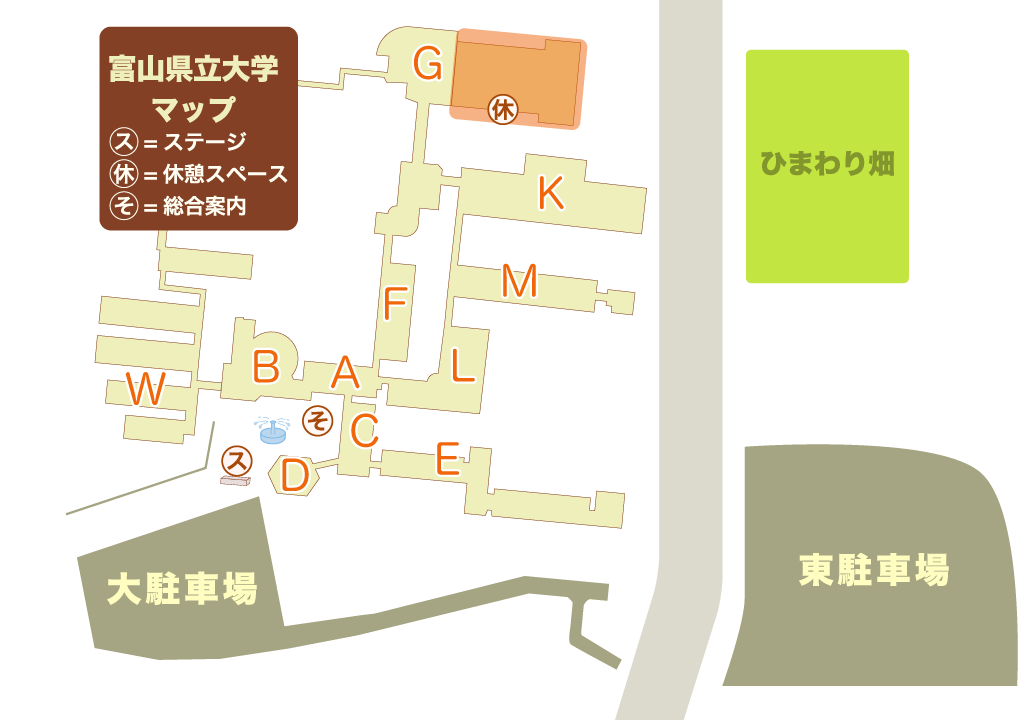 富山県立大学
マップ
ス = ステージ
休 = 休憩スペース
そ = 総合案内
G
休
K
ひまわり畑
M
F
B
A
L
W
そ
C
ス
D
E
大駐車場
東駐車場